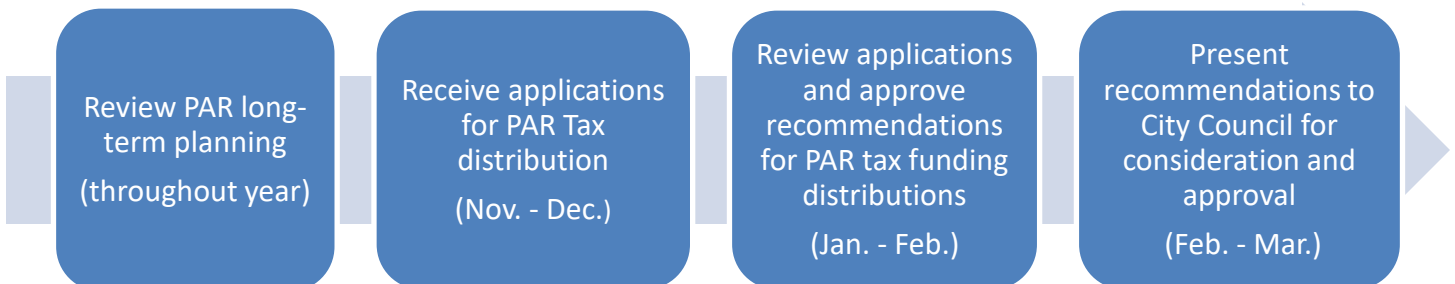 Review PAR long-
term planning
(throughout year)
Receive applications
for PAR Tax
distribution
(Nov. - Dec.)
Review applications
and approve
recommendations
for PAR tax funding
distributions
(Jan. - Feb.)
Present
recommendations to
City Council for
consideration and
approval
(Feb. - Mar.)